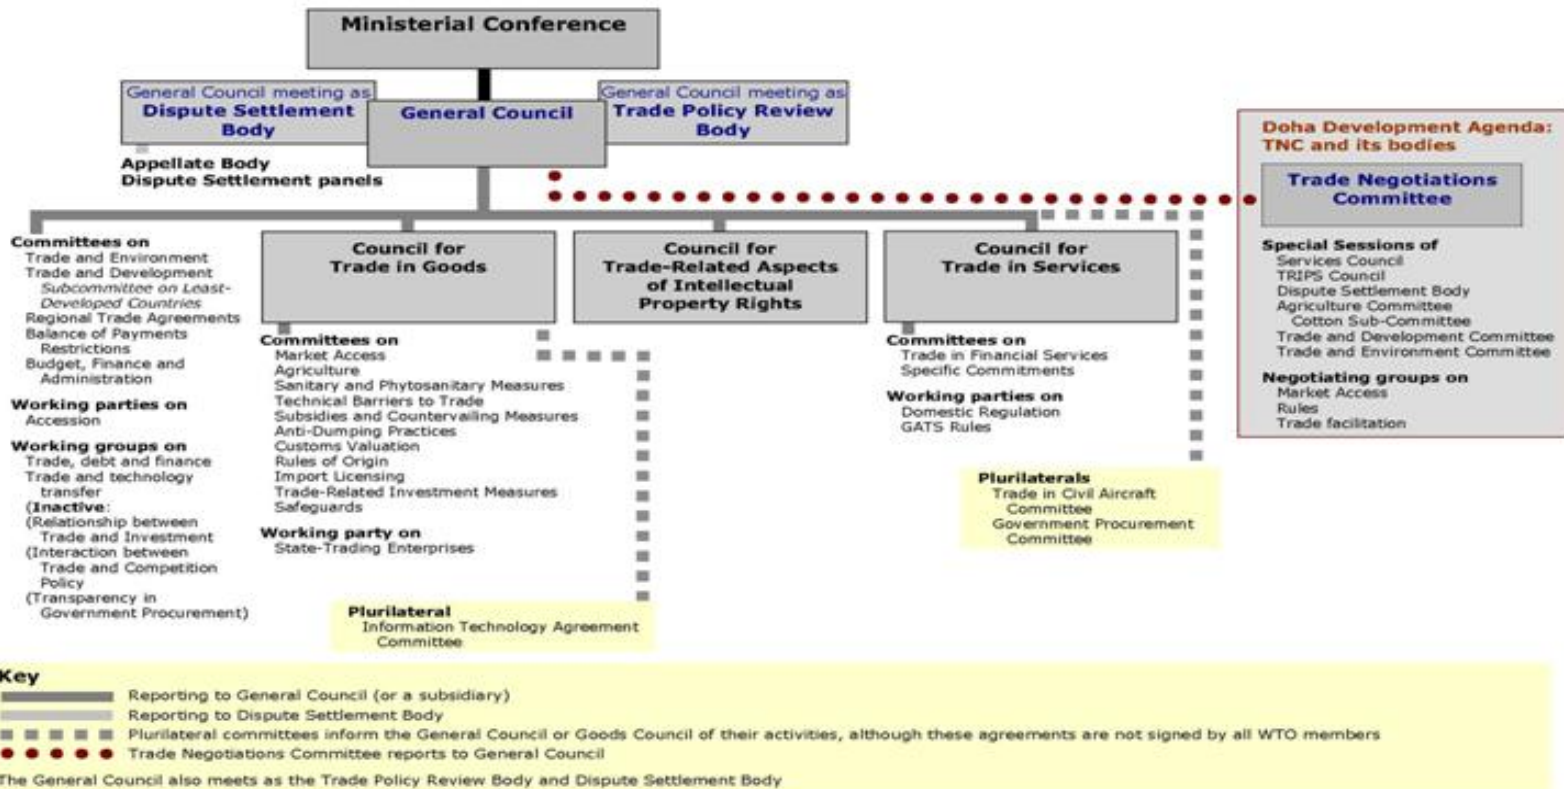 Ministerial Conference
General Council meeting as
Dispute Settlement
Body
General Council
General Council meeting as
Trade Policy Review
Body
Appellate Body
Dispute Settlement panels
Doha Development Agenda:
TNC and its bodies
Trade Negotiations
Committee
Special Sessions of
Services Council
TRIPS Council
Dispute Settlement Body
Agriculture Committee
Cotton Sub-Committee
Trade and Development Committee
Trade and Environment Committee
Negotiating groups on
Market Access
Rules
Trade facilitation
Committees on
Trade and Environment
Trade and Development
Subcommittee on Least-
Developed Countries
Regional Trade Agreements
Balance of Payments
Restrictions
Budget, Finance and
Administration
Working parties on
Accession
Working groups on
Trade, debt and finance
Trade and technology
transfer
(Inactive:
(Relationship between
Trade and Investment
(Interaction between
Trade and Competition
Policy
(Transparency in
Government Procurement)
Council for
Trade in Goods
Committees on
Market Access
Agriculture
Sanitary and Phytosanitary Measures
Technical Barriers to Trade
Subsidies and Countervailing Measures
Anti-Dumping Practices
Customs Valuation
Rules of Origin
Import Licensing
Trade-Related Investment Measures
Safeguards
Working party on
State-Trading Enterprises
Plurilateral
Information Technology Agreement
Committee
Council for
Trade-Related Aspects
of Intellectual
Property Rights
Council for
Trade in Services
Committees on
Trade in Financial Services
Specific Commitments
Working parties on
Domestic Regulation
GATS Rules
Plurilaterals
Trade in Civil Aircraft
Committee
Government Procurement
Committee
Key
Reporting to General Council (or a subsidiary)
Reporting to Dispute Settlement Body
Plurilateral committees inform the General Council or Goods Council of their activities, although these agreements are not signed by all WTO members
Trade Negotiations Committee reports to General Council
The General Council also meets as the Trade Policy Review Body and Dispute Settlement Body